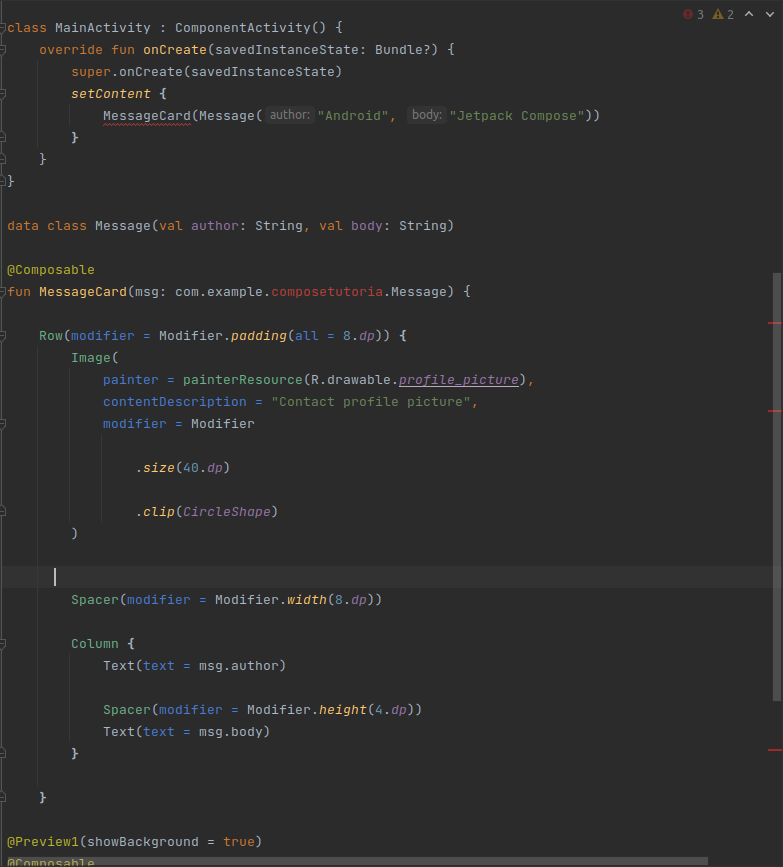 3 2
class MainActivity : ComponentActivity() {
override fun onCreate(savedInstanceState: Bundle?) {
super.onCreate(savedInstanceState)
setContent {
MessageCard(Message( author: "Android", body: "Jetpack Compose"))
}
}
}
data class Message(val author: String, val body: String)
@Composable
fun MessageCard(msg: com.example.composetutoria.Message) {
Row(modifier = Modifier.padding(all = 8.dp)) {
Image(
painter = painterResource(R.drawable.profile_picture),
contentDescription = "Contact profile picture",
modifier = Modifier
.size(40.dp)
.clip(CircleShape)
)
Spacer(modifier = Modifier.width(8.dp))
Column {
Text(text = msg.author)
Spacer(modifier = Modifier.height(4.dp))
Text(text = msg.body)
}
}
@Preview1(showBackground = true)
@Composable